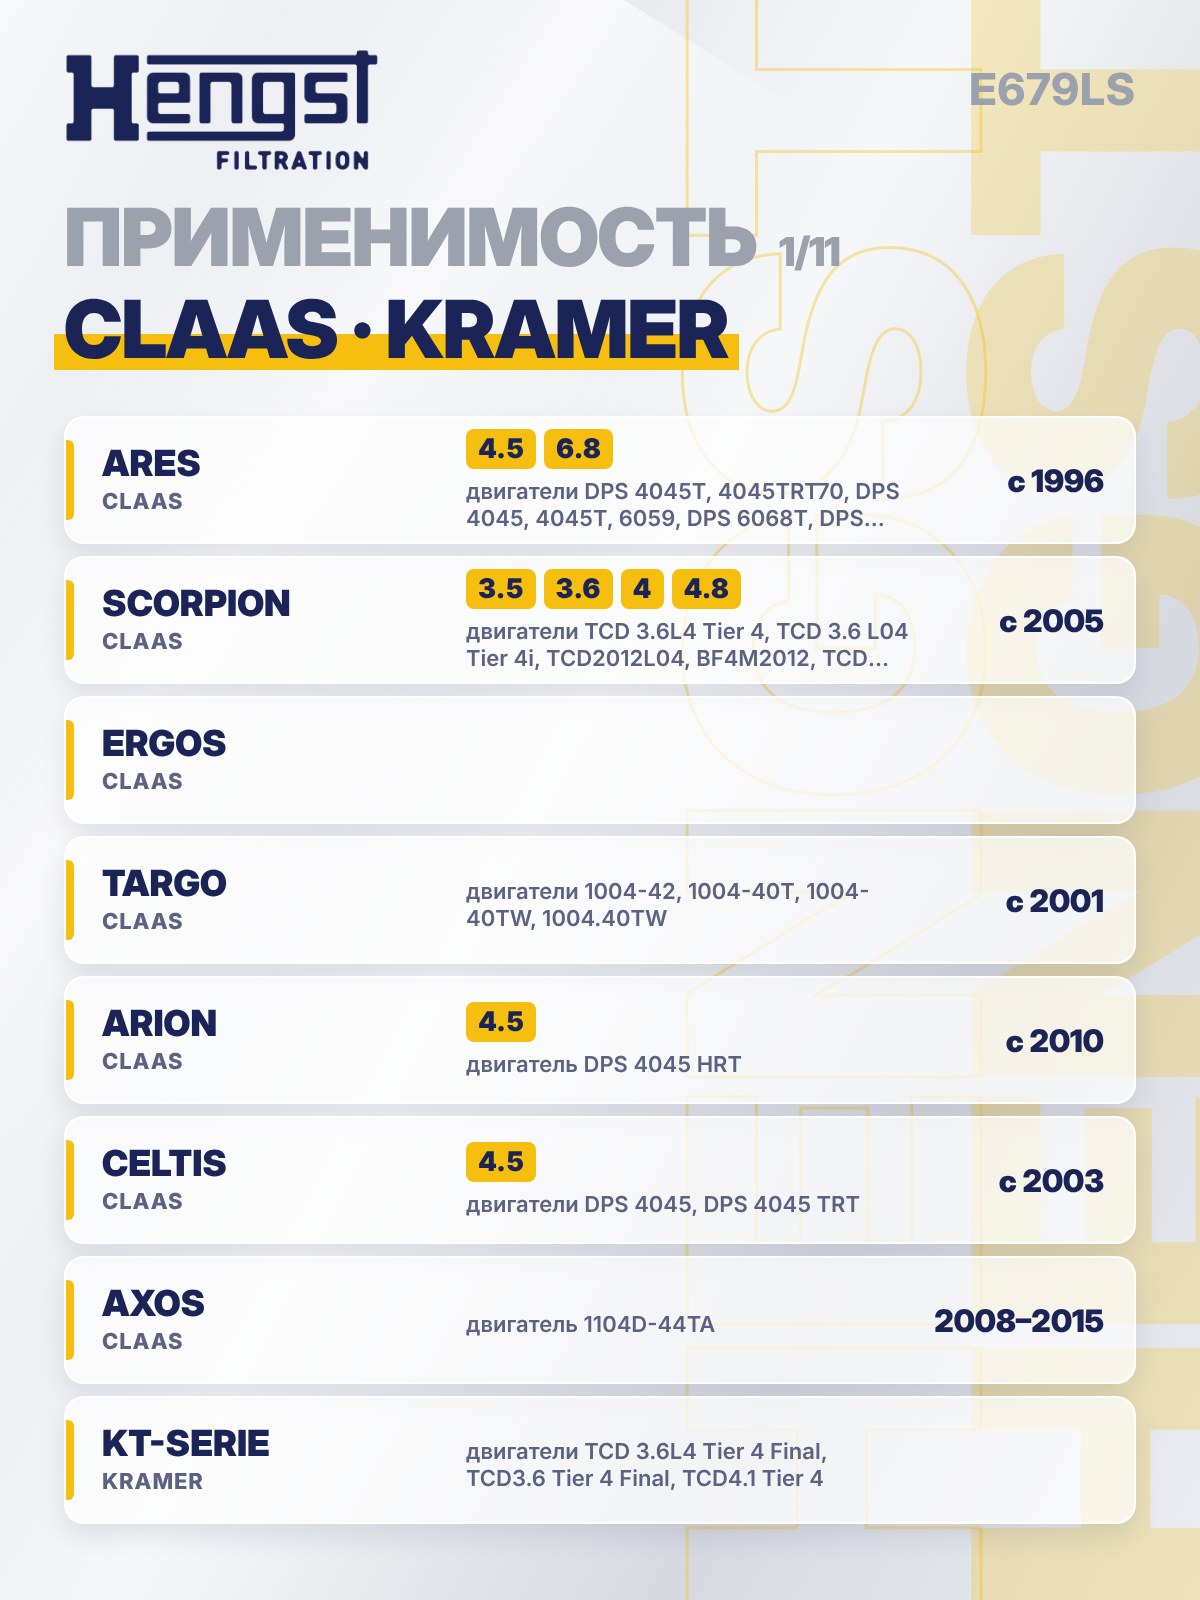 Hengst
FILTRATION
E679LS
ПРИМЕНИМОСТЬ 1/11
CLAAS · KRAMER
ARES
CLAAS
4.5 6.8
двигатели DPS 4045T, 4045TRT70, DPS
4045, 4045T, 6059, DPS 6068T, DPS...
с 1996
SCORPION
CLAAS
3.5 3.6 4 4.8
двигатели TCD 3.6L4 Tier 4, TCD 3.6 L04
Tier 4i, TCD2012L04, BF4M2012, TCD...
с 2005
ERGOS
CLAAS
TARGO
CLAAS
двигатели 1004-42, 1004-40T, 1004-
40TW, 1004.40TW
с 2001
ARION
CLAAS
4.5
двигатель DPS 4045 HRT
с 2010
CELTIS
CLAAS
4.5
двигатели DPS 4045, DPS 4045 TRT
с 2003
AXOS
CLAAS
двигатель 1104D-44TA
2008–2015
KT-SERIE
KRAMER
двигатели TCD 3.6L4 Tier 4 Final,
TCD3.6 Tier 4 Final, TCD4.1 Tier 4
HENGST
HENGST